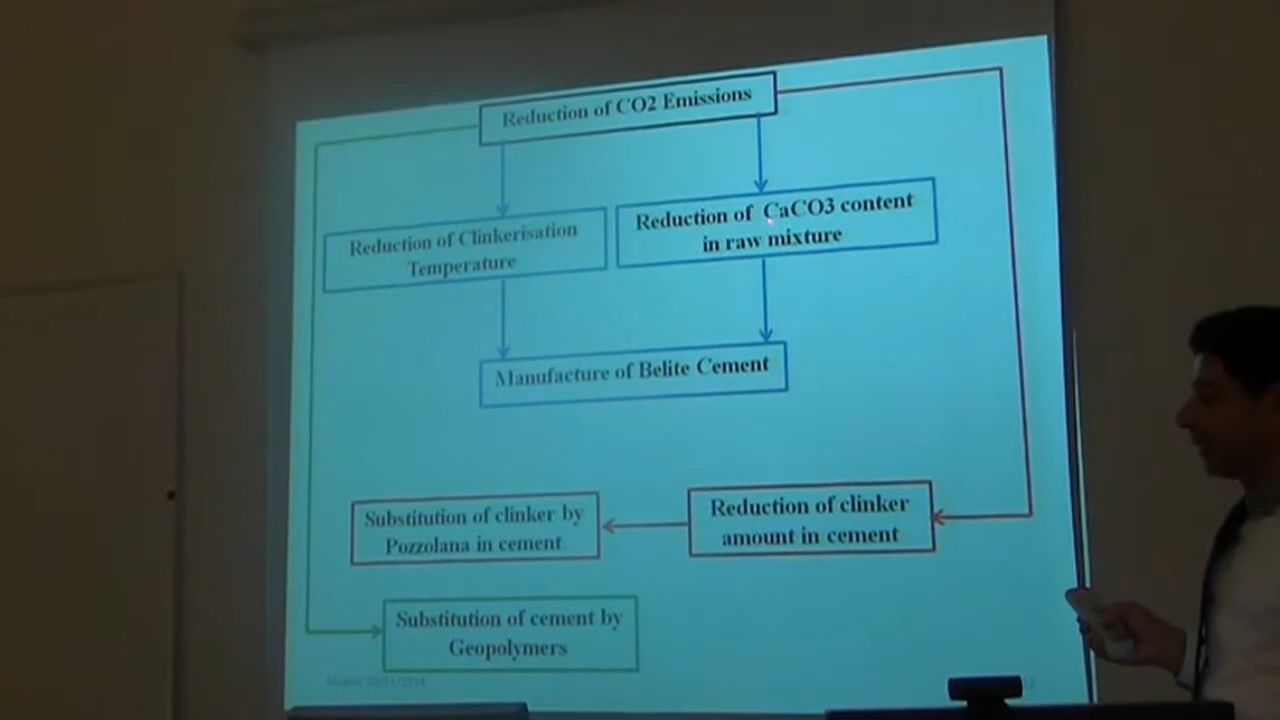 Reduction of CO2 Emissions
Reduction of Clinkerisation
Temperature
Reduction of CaCO3 content
in raw mixture
Manufacture of Belite Cement
Substitution of clinker by
Pozzolana in cement
Reduction of clinker
amount in cement
Substitution of cement by
Geopolymers